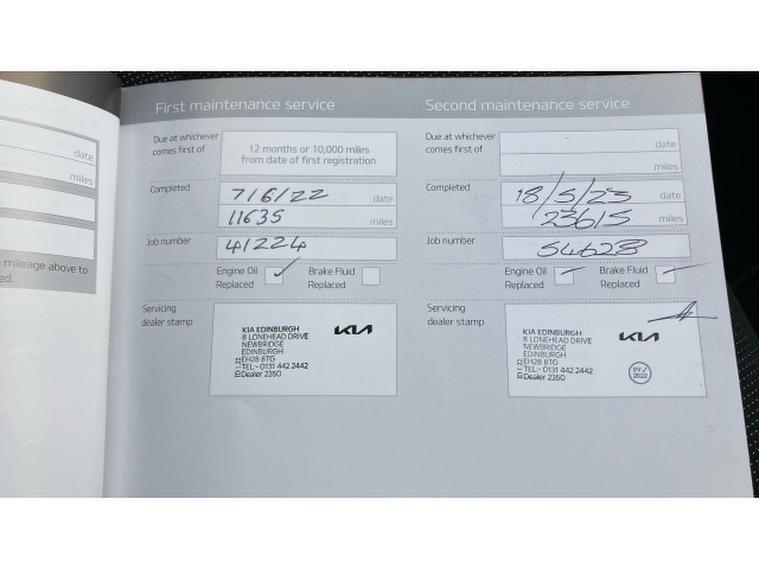 date
miles
mileage above to
ed.
First maintenance service
Due at whichever
comes first of
12 months or 10,000 miles
from date of first registration
Completed
7/6/22 date
11635 miles
Job number
41224
Engine Oil
Replaced
Brake Fluid
Replaced
Servicing
dealer stamp
KIA EDINBURGH
8 LONEHEAD DRIVE
NEWBRIDGE
EDINBURGH
EH28 8TG
TEL:- 0131 442 2442
Dealer 2350
KIA
Second maintenance service
Due at whichever
comes first of
date
miles
Completed
18/5/23 date
23615 miles
Job number
54623
Engine Oil
Replaced
Brake Fluid
Replaced
Servicing
dealer stamp
KIA EDINBURGH
8 LONEHEAD DRIVE
NEWBRIDGE
EDINBURGH
EH28 8TG
TEL:- 0131 442 2442
Dealer 2350
KIA
EV
2022